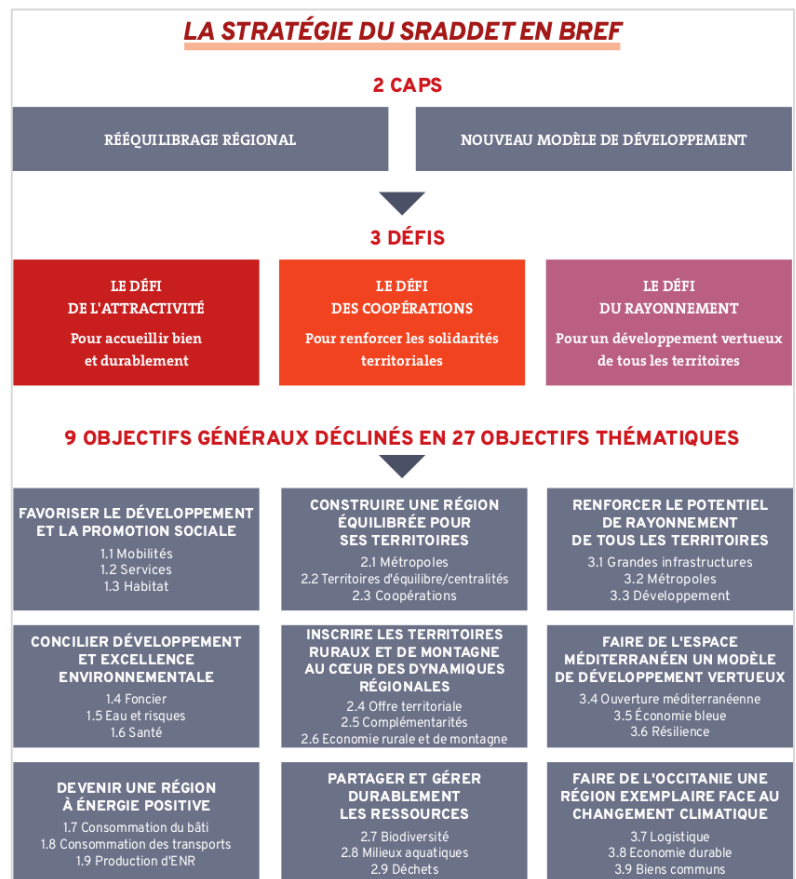 LA STRATÉGIE DU SRADDET EN BREF
2 CAPS
RÉÉQUILIBRAGE RÉGIONAL
NOUVEAU MODÈLE DE DÉVELOPPEMENT
3 DÉFIS
LE DÉFI
DE L'ATTRACTIVITÉ
Pour accueillir bien
et durablement
LE DÉFI
DES COOPÉRATIONS
Pour renforcer les solidarités
territoriales
LE DÉFI
DU RAYONNEMENT
Pour un développement vertueux
de tous les territoires
9 OBJECTIFS GÉNÉRAUX DÉCLINÉS EN 27 OBJECTIFS THÉMATIQUES
FAVORISER LE DÉVELOPPEMENT
ET LA PROMOTION SOCIALE
1.1 Mobilités
1.2 Services
1.3 Habitat
CONSTRUIRE UNE RÉGION
ÉQUILIBRÉE POUR
SES TERRITOIRES
2.1 Métropoles
2.2 Territoires d'équilibre/centralités
2.3 Coopérations
RENFORCER LE POTENTIEL
DE RAYONNEMENT
DE TOUS LES TERRITOIRES
3.1 Grandes infrastructures
3.2 Métropoles
3.3 Développement
CONCILIER DÉVELOPPEMENT
ET EXCELLENCE
ENVIRONNEMENTALE
1.4 Foncier
1.5 Eau et risques
1.6 Santé
INSCRIRE LES TERRITOIRES
RURAUX ET DE MONTAGNE
AU CŒUR DES DYNAMIQUES
RÉGIONALES
2.4 Offre territoriale
2.5 Complémentarités
2.6 Economie rurale et de montagne
FAIRE DE L'ESPACE
MÉDITERRANÉEN UN MODÈLE
DE DÉVELOPPEMENT VERTUEUX
3.4 Ouverture méditerranéenne
3.5 Économie bleue
3.6 Résilience
DEVENIR UNE RÉGION
À ÉNERGIE POSITIVE
1.7 Consommation du bâti
1.8 Consommation des transports
1.9 Production d'ENR
PARTAGER ET GÉRER
DURABLEMENT
LES RESSOURCES
2.7 Biodiversité
2.8 Milieux aquatiques
2.9 Déchets
FAIRE DE L'OCCITANIE UNE
RÉGION EXEMPLAIRE FACE AU
CHANGEMENT CLIMATIQUE
3.7 Logistique
3.8 Economie durable
3.9 Biens communs